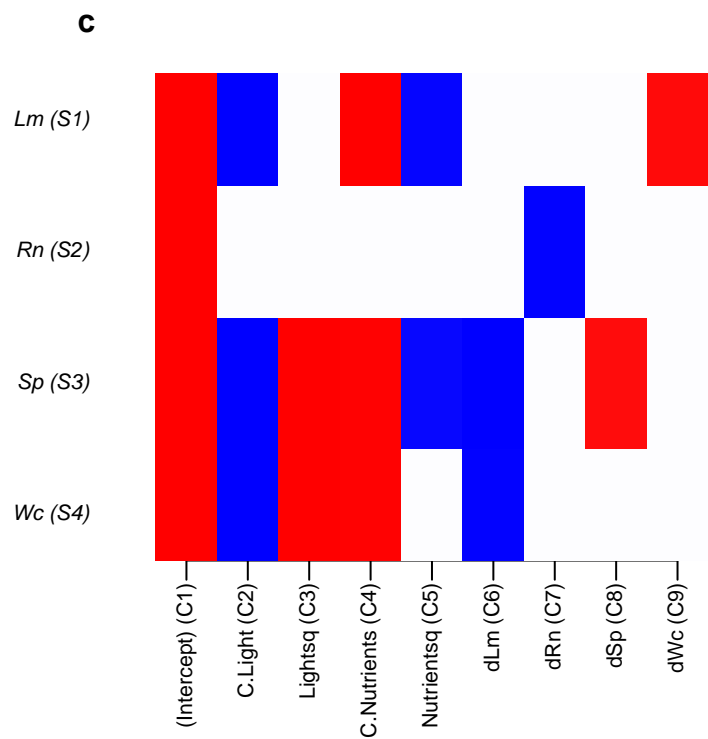 c
Lm (S1)
Rn (S2)
Sp (S3)
Wc (S4)
(Intercept) (C1)
C.Light (C2)
Lightsq (C3)
C.Nutrients (C4)
Nutrientsq (C5)
dLm (C6)
dRn (C7)
dSp (C8)
dWc (C9)